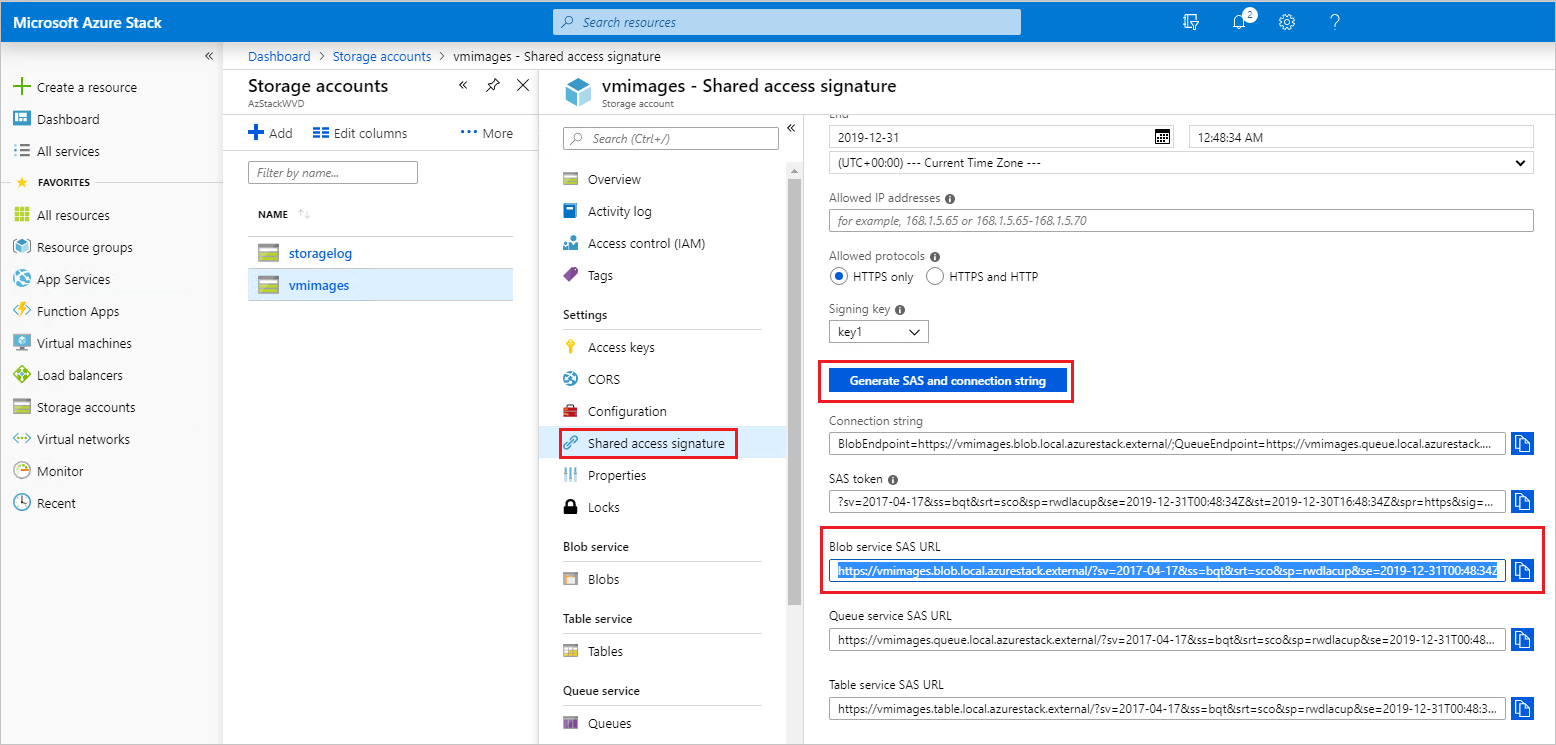 Microsoft Azure Stack
Search resources
2
?
Dashboard > Storage accounts > vmimages - Shared access signature
Create a resource
Dashboard
All services
FAVORITES
All resources
Resource groups
App Services
Function Apps
Virtual machines
Load balancers
Storage accounts
Virtual networks
Monitor
Recent
Storage accounts
AzStackWVD
Add
Edit columns
More
Filter by name...
NAME
storagelog
vmimages
vmimages - Shared access signature
Storage account
Search (Ctrl+/)
Overview
Activity log
Access control (IAM)
Tags
Settings
Access keys
CORS
Configuration
Shared access signature
Properties
Locks
Blob service
Blobs
Table service
Tables
Queue service
Queues
End
2019-12-31
12:48:34 AM
(UTC+00:00) --- Current Time Zone ---
Allowed IP addresses
for example, 168.1.5.65 or 168.1.5.65-168.1.5.70
Allowed protocols
HTTPS only
HTTPS and HTTP
Signing key
key1
Generate SAS and connection string
Connection string
BlobEndpoint=https://vmimages.blob.local.azurestack.external/;QueueEndpoint=https://vmimages.queue.local.azurestack....
SAS token
?sv=2017-04-17&ss=bqt&srt=sco&sp=rwdlacup&se=2019-12-31T00:48:34Z&st=2019-12-30T16:48:34Z&spr=https&sig=...
Blob service SAS URL
https://vmimages.blob.local.azurestack.external/?sv=2017-04-17&ss=bqt&srt=sco&sp=rwdlacup&se=2019-12-31T00:48:34Z
Queue service SAS URL
https://vmimages.queue.local.azurestack.external/?sv=2017-04-17&ss=bqt&srt=sco&sp=rwdlacup&se=2019-12-31T00:48...
Table service SAS URL
https://vmimages.table.local.azurestack.external/?sv=2017-04-17&ss=bqt&srt=sco&sp=rwdlacup&se=2019-12-31T00:48:3...